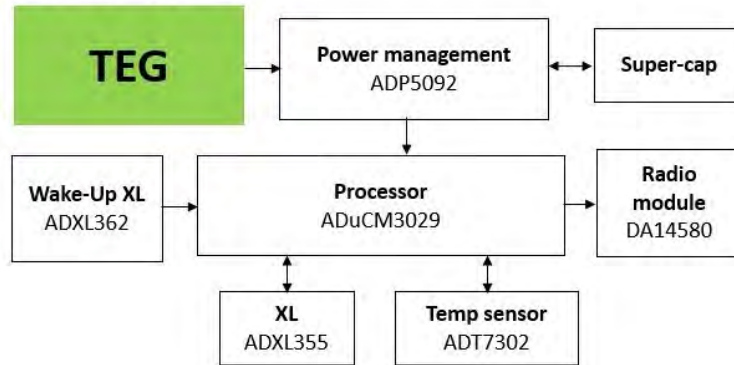 TEG
Power management
ADP5092
Super-cap
Wake-Up XL
ADXL362
Processor
ADuCM3029
Radio
module
DA14580
XL
ADXL355
Temp sensor
ADT7302